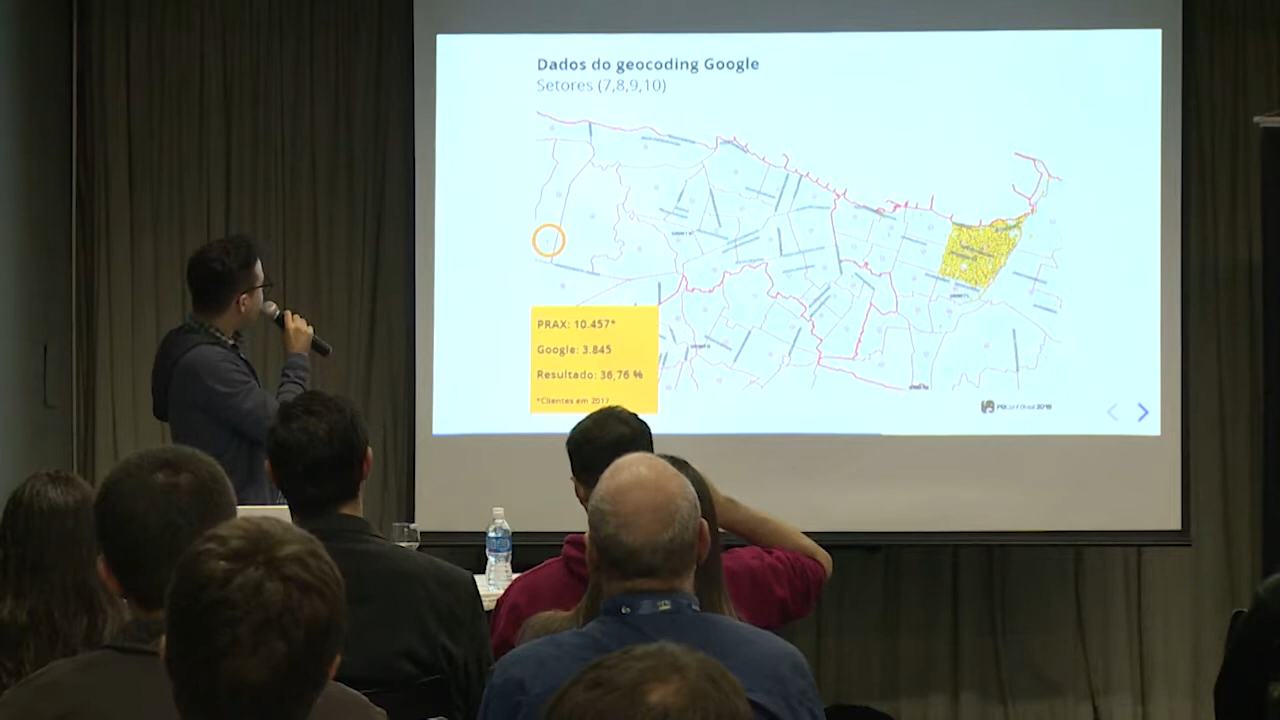 Dados do geocoding Google
Setores (7,8,9,10)
PRAX: 10.457*
Google: 3.845
Resultado: 36,76 %
*Clientes em 2017